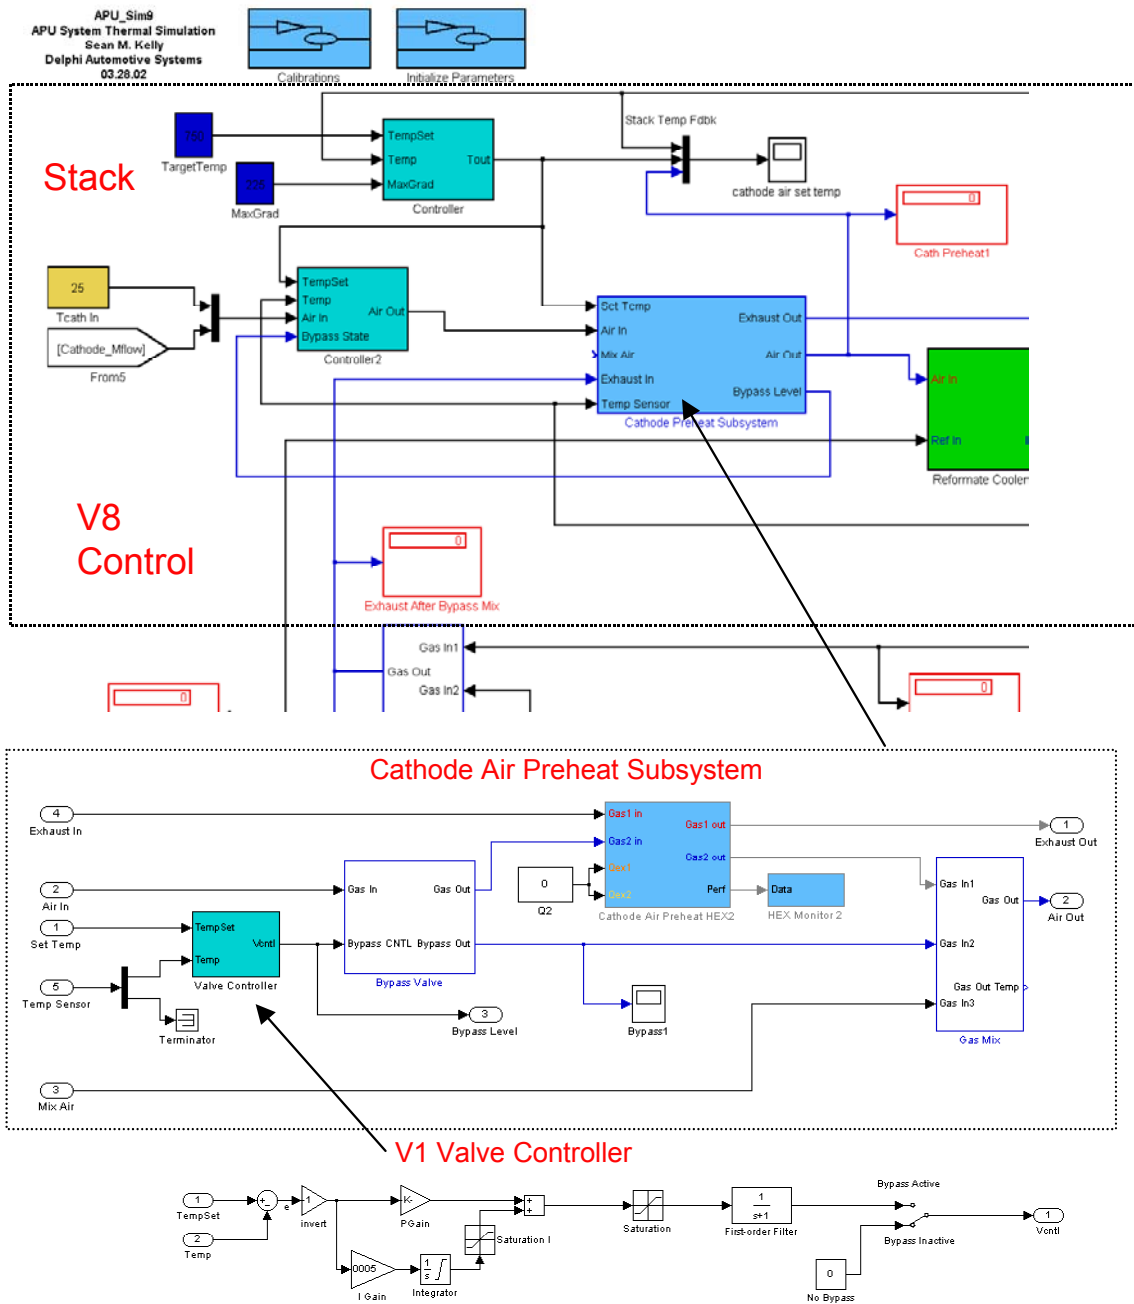 APU_Sim9
APU System Thermal Simulation
Sean M. Kelly
Delphi Automotive Systems
03.28.02
Calibrations
Initialize Parameters
Stack
TargetTemp
MaxGrad
TempSet
Temp
MaxGrad
Tout
Controller
Stack Temp Fdbk
cathode air set temp
0
Cath Preheat1
25
Tcath In
[Cathode_Mflow]
From5
TempSet
Temp
Air In
Bypass State
Air Out
Controller2
Air In
Mix Air
Exhaust In
Temp Sensor
Exhaust Out
Air Out
Bypass Level
Cathode Preheat Subsystem
Air In
Ref In
Reformate Cooler
V8
Control
0
Exhaust After Bypass Mix
Gas In1
Gas Out
Gas In2
0
0
Cathode Air Preheat Subsystem
4
Exhaust In
2
Air In
1
Set Temp
5
Temp Sensor
Terminator
3
Mix Air
TempSet
Temp
Vcntl
Valve Controller
Gas In
Gas Out
Bypass CNTL
Bypass Out
Bypass Valve
3
Bypass Level
0
Q2
Gas1 in
Gas2 in
Qex1
Qex2
Gas1 out
Gas2 out
Perf
Cathode Air Preheat HEX2
Data
HEX Monitor 2
Bypass1
Gas In1
Gas In2
Gas In3
Gas Out
Gas Out Temp
Gas Mix
1
Exhaust Out
2
Air Out
V1 Valve Controller
1
TempSet
2
Temp
+
-
e
-1
invert
K-
PGain
0005
I Gain
1
s
Integrator
Saturation I
+
+
Saturation
1
s+1
First-order Filter
Bypass Active
Bypass Inactive
0
No Bypass
1
Vcntl